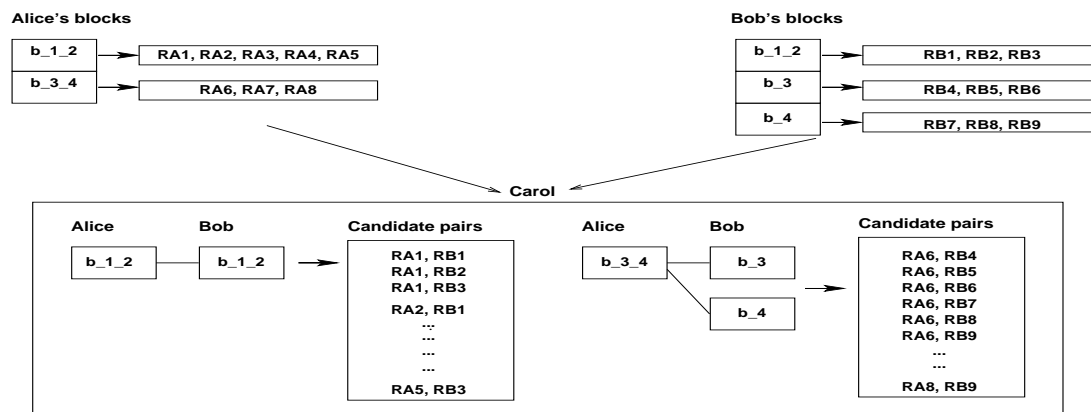 Alice's blocks
b_1_2
RA1, RA2, RA3, RA4, RA5
b_3_4
RA6, RA7, RA8
Bob's blocks
b_1_2
RB1, RB2, RB3
b_3
RB4, RB5, RB6
b_4
RB7, RB8, RB9
Carol
Alice
Bob
Candidate pairs
b_1_2
b_1_2
RA1, RB1
RA1, RB2
RA1, RB3
RA2, RB1
...
...
...
...
RA5, RB3
Alice
Bob
Candidate pairs
b_3_4
b_3
b_4
RA6, RB4
RA6, RB5
RA6, RB6
RA6, RB7
RA6, RB8
RA6, RB9
...
...
RA8, RB9